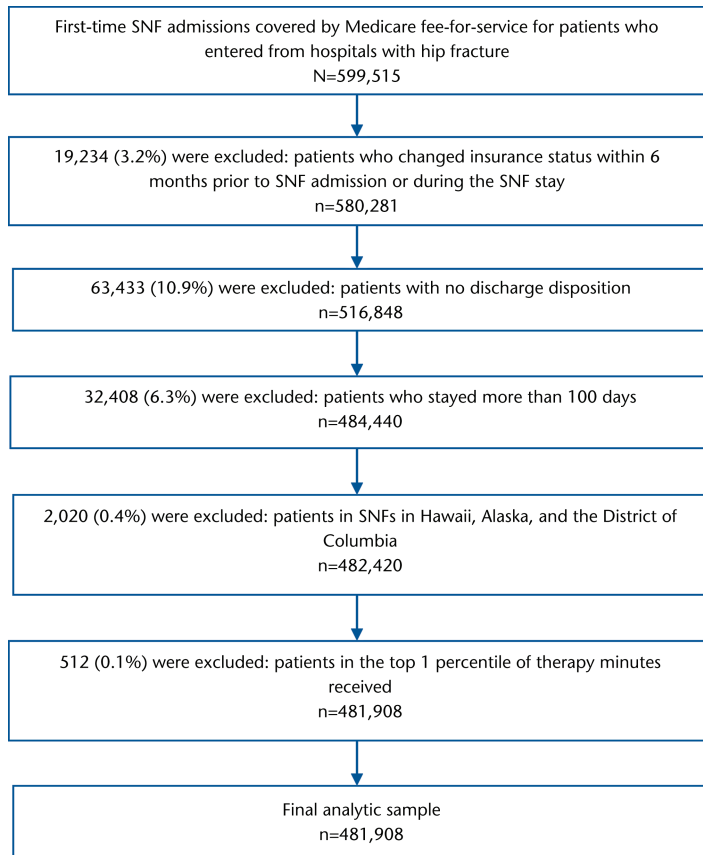 First-time SNF admissions covered by Medicare fee-for-service for patients who
entered from hospitals with hip fracture
N=599,515
19,234 (3.2%) were excluded: patients who changed insurance status within 6
months prior to SNF admission or during the SNF stay
n=580,281
63,433 (10.9%) were excluded: patients with no discharge disposition
n=516,848
32,408 (6.3%) were excluded: patients who stayed more than 100 days
n=484,440
2,020 (0.4%) were excluded: patients in SNFs in Hawaii, Alaska, and the District of
Columbia
n=482,420
512 (0.1%) were excluded: patients in the top 1 percentile of therapy minutes
received
n=481,908
Final analytic sample
n=481,908